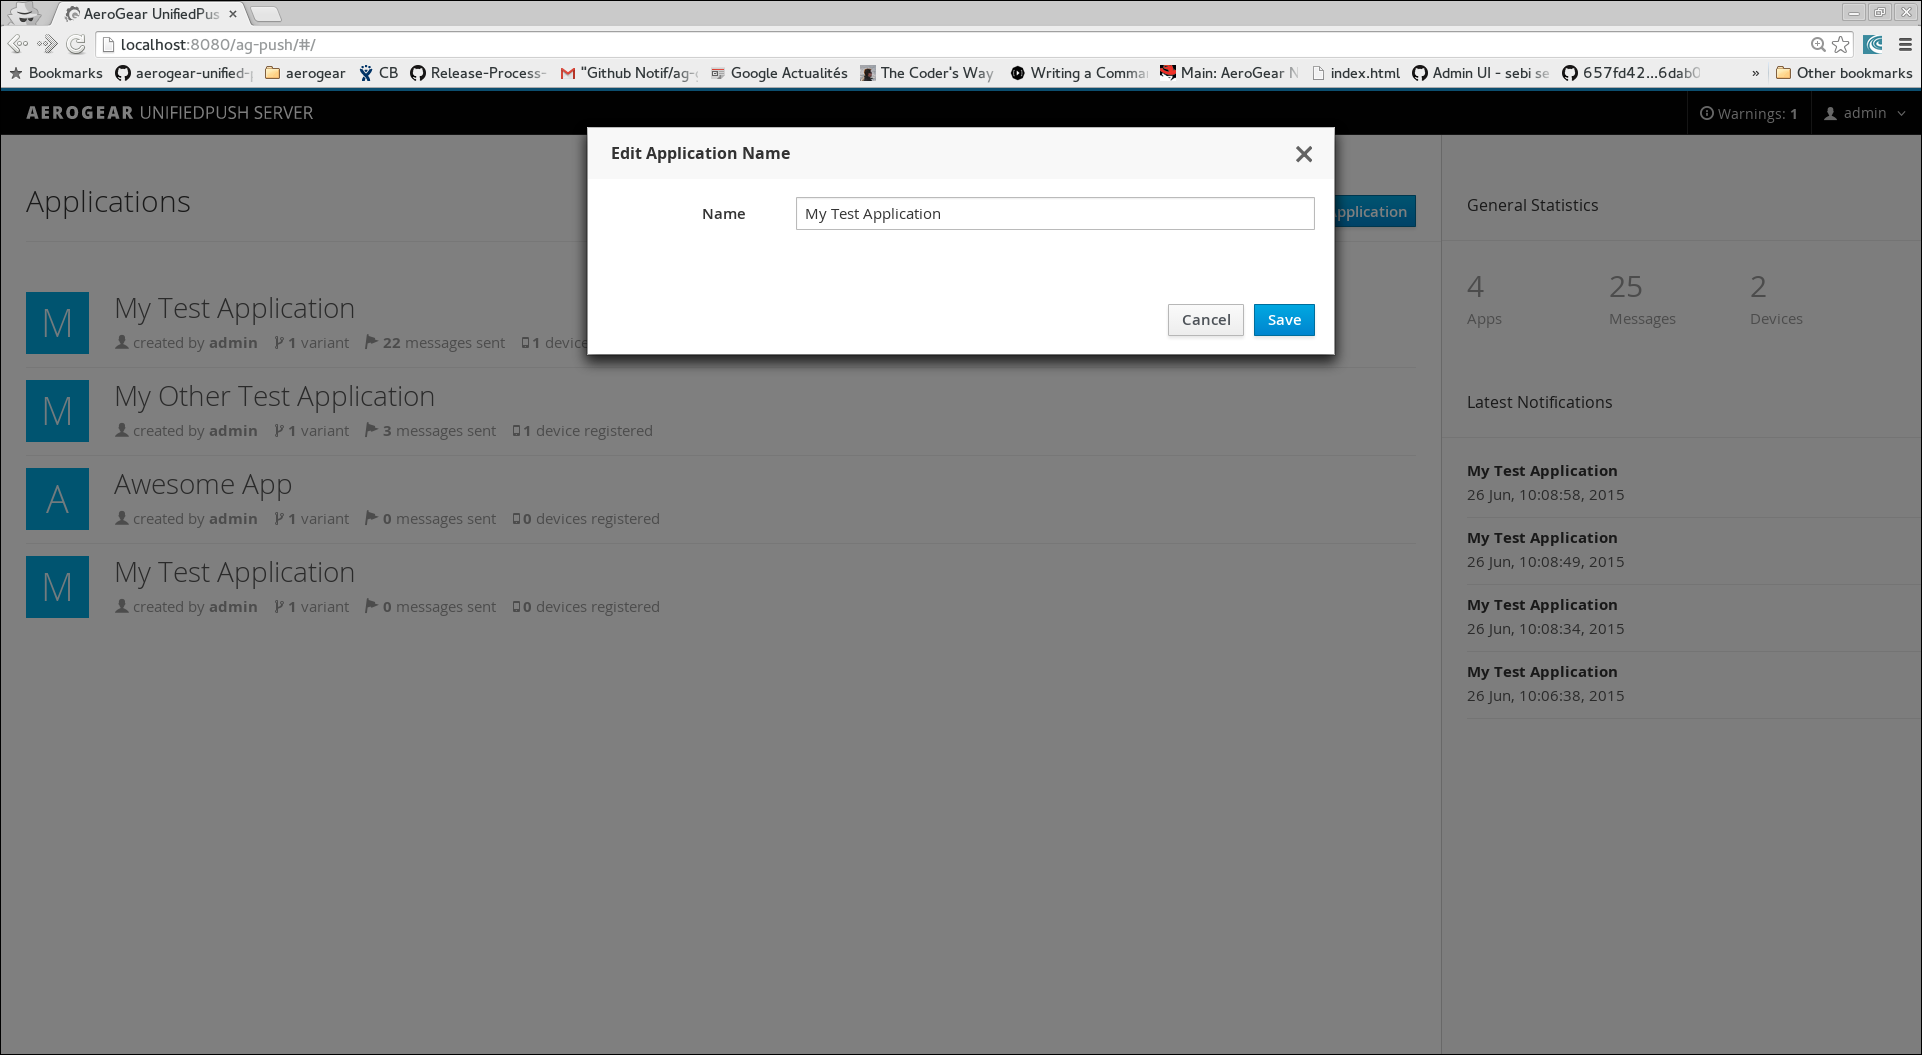 AeroGear UnifiedPus
localhost:8080/ag-push/#/
Bookmarks aerogear-unified- aerogear CB Release-Process- "Github Notif/ag- Google Actualités The Coder's Way Writing a Comma Main: AeroGear index.html Admin UI - sebi se 657fd42...6dab0 » Other bookmarks
AEROGEAR UNIFIEDPUSH SERVER
Warnings: 1
admin
Edit Application Name
Name
My Test Application
Cancel
Save
Applications
pplication
My Test Application
created by admin 1 variant 22 messages sent 1 device
My Other Test Application
created by admin 1 variant 3 messages sent 1 device registered
Awesome App
created by admin 1 variant 0 messages sent 0 devices registered
My Test Application
created by admin 1 variant 0 messages sent 0 devices registered
M
M
A
M
General Statistics
4 25 2
Apps Messages Devices
Latest Notifications
My Test Application
26 Jun, 10:08:58, 2015
My Test Application
26 Jun, 10:08:49, 2015
My Test Application
26 Jun, 10:08:34, 2015
My Test Application
26 Jun, 10:06:38, 2015